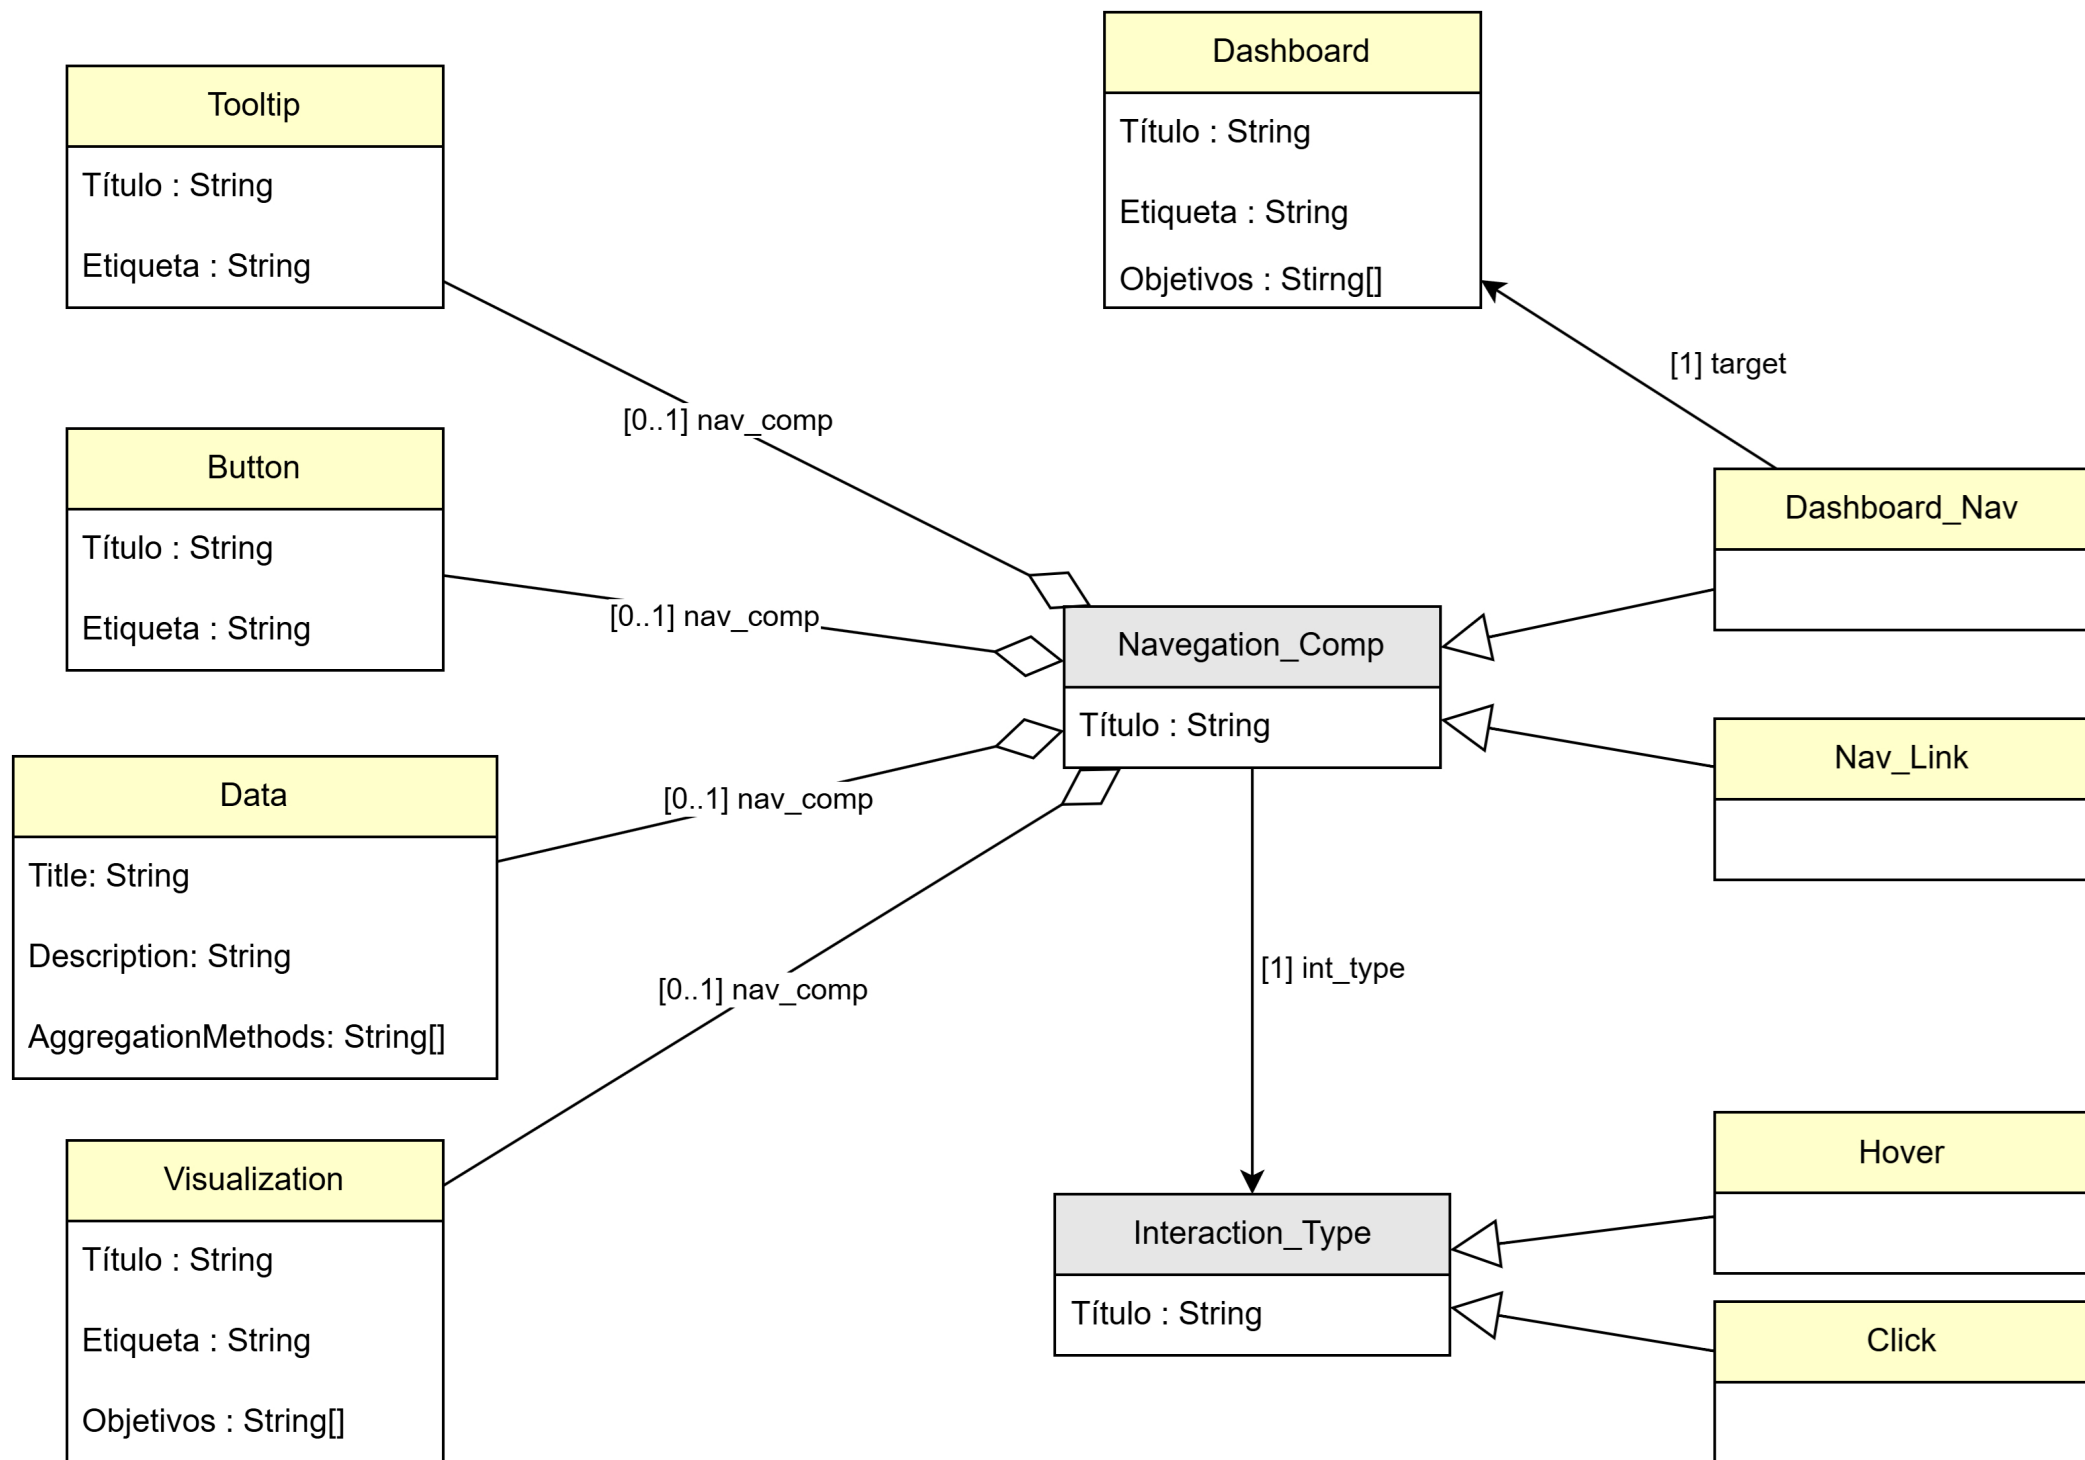 Dashboard
Título : String
Etiqueta : String
Objetivos : Stirng[]
Tooltip
Título : String
Etiqueta : String
[1] target
[0..1] nav_comp
Button
Título : String
Etiqueta : String
Dashboard_Nav
[0..1] nav_comp
Navegation_Comp
Título : String
Nav_Link
Data
Title: String
Description: String
AggregationMethods: String[]
[0..1] nav_comp
[0..1] nav_comp
[1] int_type
Visualization
Título : String
Etiqueta : String
Objetivos : String[]
Interaction_Type
Título : String
Hover
Click